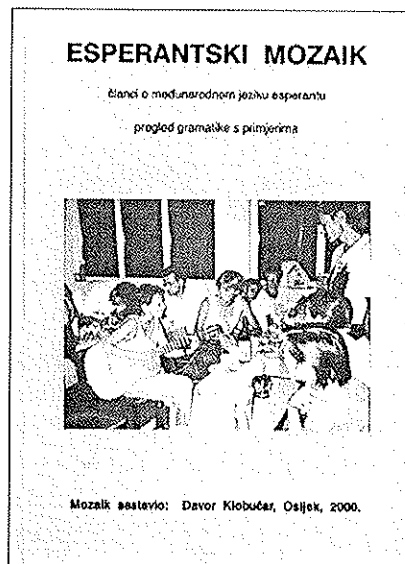 ESPERANTSKI MOZAIK
članci o međunarodnom jeziku esperantu
pregled gramatike s primjerima
Mozaik sastavio: Davor Klobučar, Osijek, 2000.